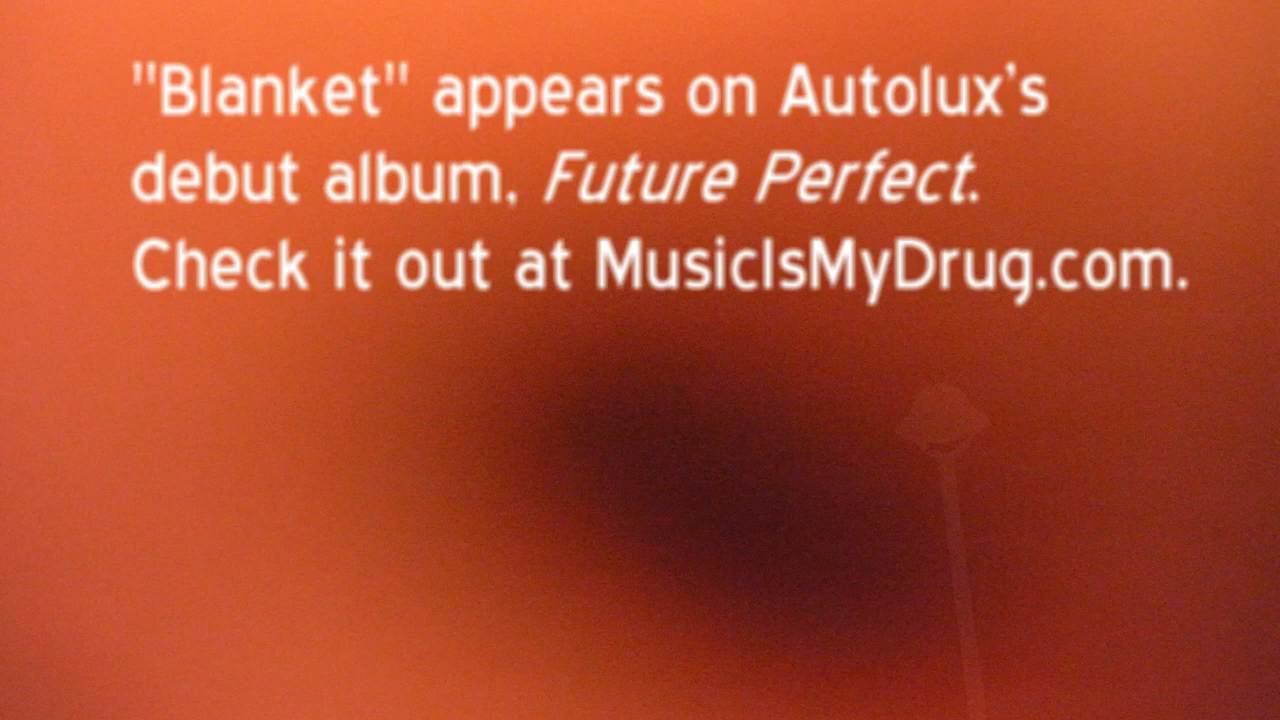 "Blanket" appears on Autolux's
debut album, Future Perfect.
Check it out at MusicIsMyDrug.com.